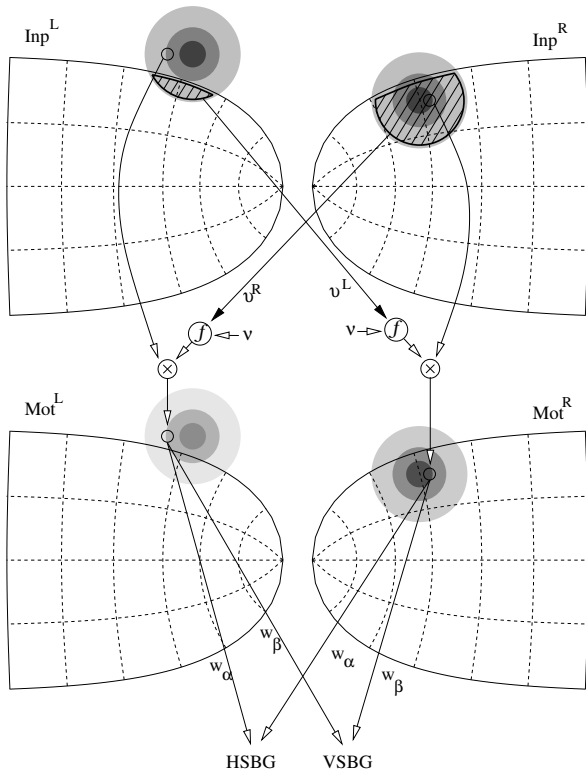 Inp^L
Inp^R
υ^R
υ^L
f
ν
ν
f
×
×
Mot^L
Mot^R
w_α
w_β
w_α
w_β
HSBG
VSBG